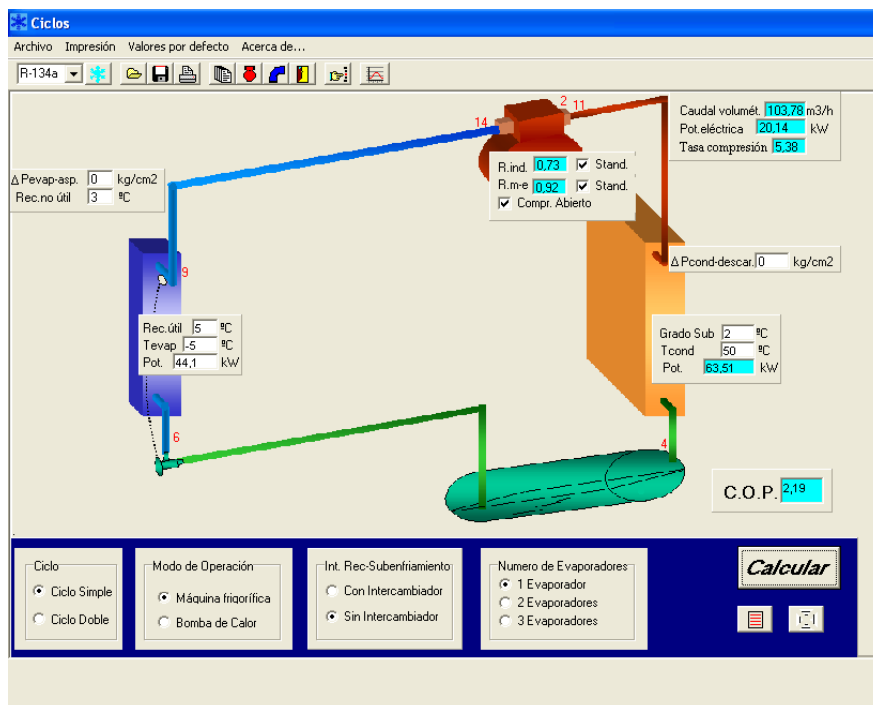 Ciclos
Archivo Impresión Valores por defecto Acerca de...
R-134a
14
2 11
Caudal volumét. 103,78 m3/h
Pot.eléctrica 20,14 kW
Tasa compresión 5,38
R.ind. 0,73 Stand.
R.m-e 0,92 Stand.
Compr. Abierto
Δ Pevap-asp. 0 kg/cm2
Rec.no útil 3 ºC
9
Δ Pcond-descar. 0 kg/cm2
Rec.útil 5 ºC
Tevap -5 ºC
Pot. 44,1 kW
Grado Sub 2 ºC
Tcond 50 ºC
Pot. 63,51 kW
6
4
C.O.P. 2,19
Ciclo
Ciclo Simple
Ciclo Doble
Modo de Operación
Máquina frigorífica
Bomba de Calor
Int. Rec-Subenfriamiento
Con Intercambiador
Sin Intercambiador
Numero de Evaporadores
1 Evaporador
2 Evaporadores
3 Evaporadores
Calcular